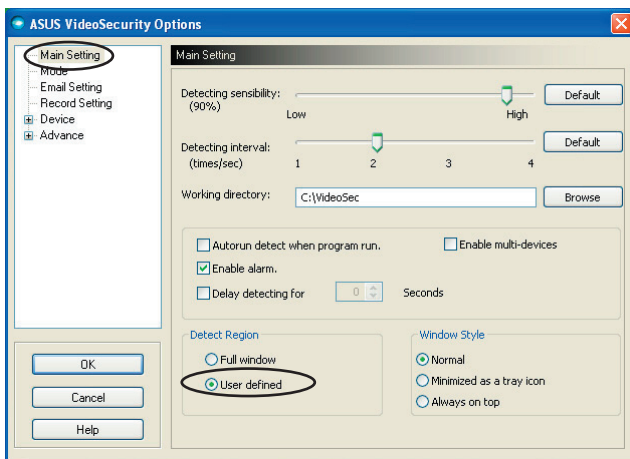 ASUS VideoSecurity Options
Main Setting
Mode
Email Setting
Record Setting
Device
Advance
OK
Cancel
Help
Main Setting
Detecting sensibility:
(90%)
Low
High
Default
Detecting interval:
(times/sec)
1 2 3 4
Default
Working directory:
C:\VideoSec
Browse
Autorun detect when program run.
Enable multi-devices
Enable alarm.
Delay detecting for 0 Seconds
Detect Region
Full window
User defined
Window Style
Normal
Minimized as a tray icon
Always on top